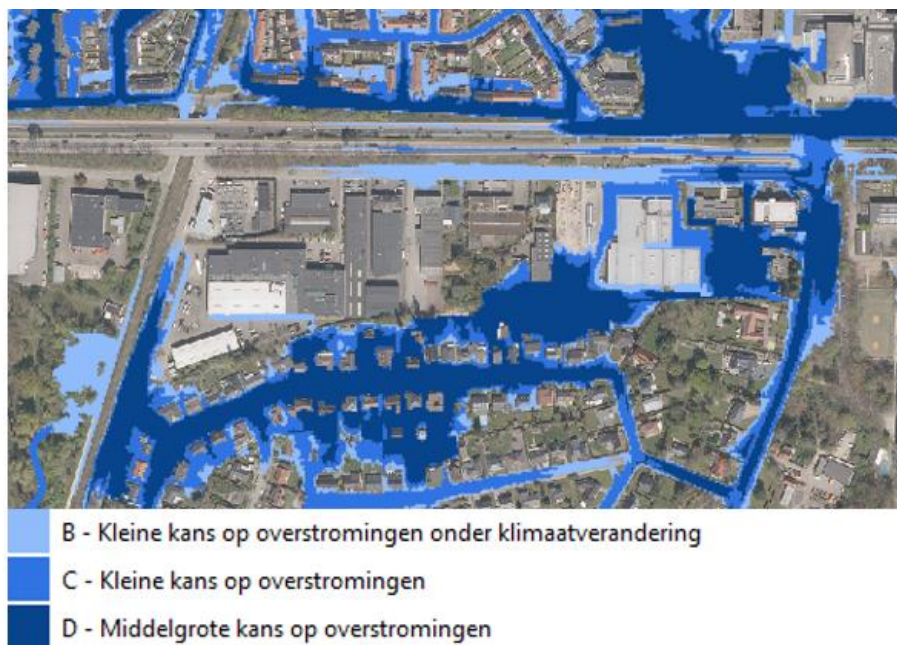 B - Kleine kans op overstromingen onder klimaatverandering
C - Kleine kans op overstromingen
D - Middelgrote kans op overstromingen